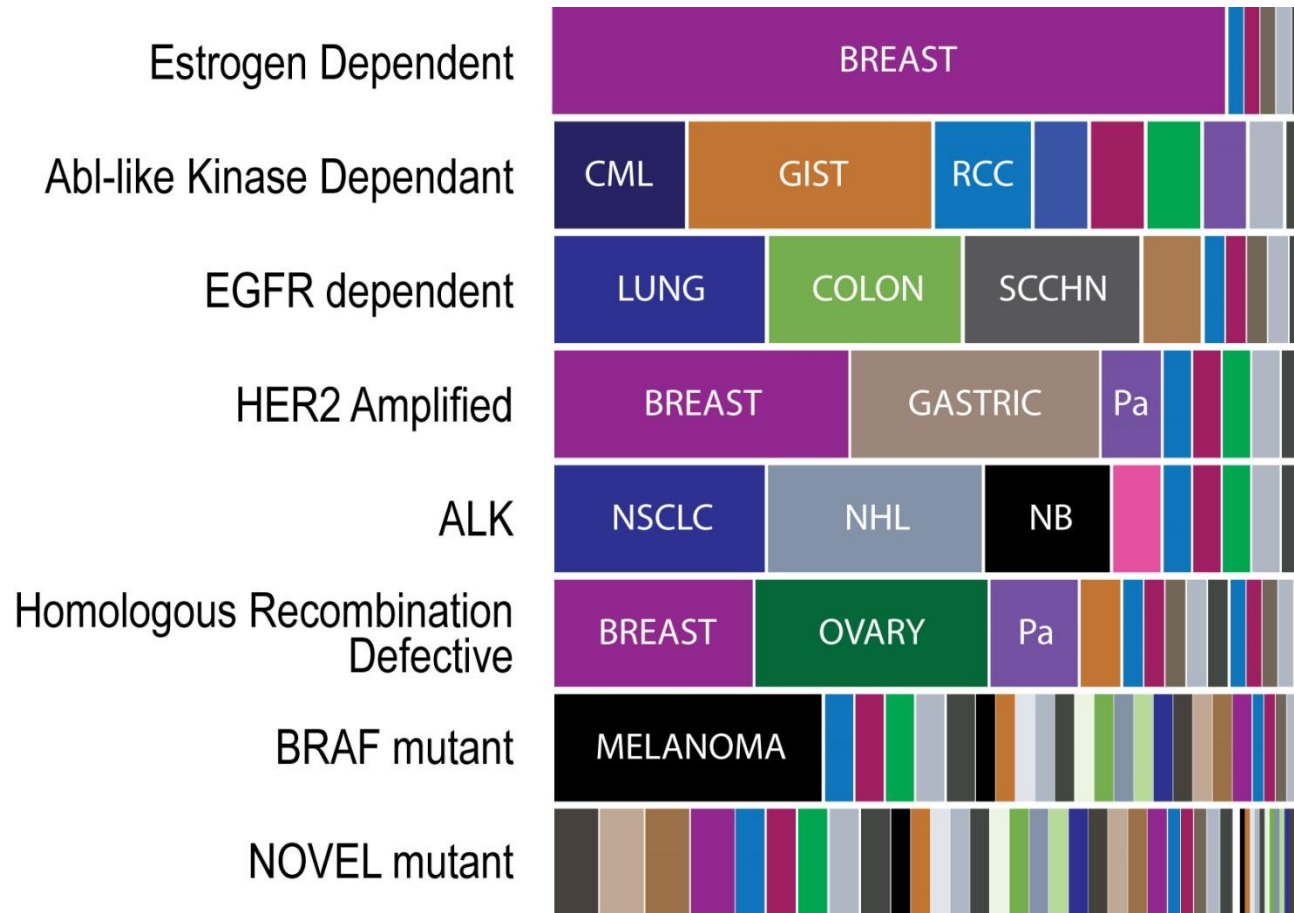 Estrogen Dependent
BREAST
Abl-like Kinase Dependant
CML GIST RCC
EGFR dependent
LUNG COLON SCCHN
HER2 Amplified
BREAST GASTRIC Pa
ALK
NSCLC NHL NB
Homologous Recombination
Defective
BREAST OVARY Pa
BRAF mutant
MELANOMA
NOVEL mutant